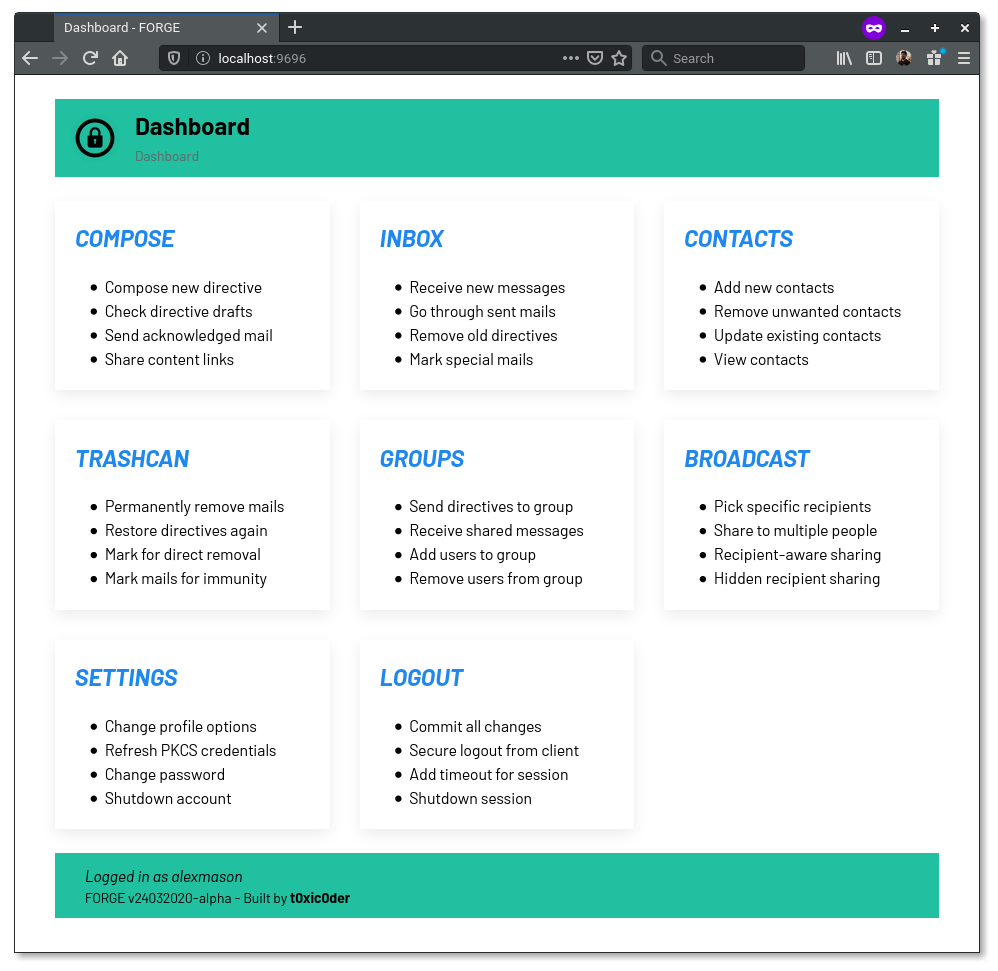 Dashboard - FORGE
localhost:9696
Search
Dashboard
Dashboard
COMPOSE
Compose new directive
Check directive drafts
Send acknowledged mail
Share content links
INBOX
Receive new messages
Go through sent mails
Remove old directives
Mark special mails
CONTACTS
Add new contacts
Remove unwanted contacts
Update existing contacts
View contacts
TRASHCAN
Permanently remove mails
Restore directives again
Mark for direct removal
Mark mails for immunity
GROUPS
Send directives to group
Receive shared messages
Add users to group
Remove users from group
BROADCAST
Pick specific recipients
Share to multiple people
Recipient-aware sharing
Hidden recipient sharing
SETTINGS
Change profile options
Refresh PKCS credentials
Change password
Shutdown account
LOGOUT
Commit all changes
Secure logout from client
Add timeout for session
Shutdown session
Logged in as alexmason
FORGE v24032020-alpha - Built by t0xic0der